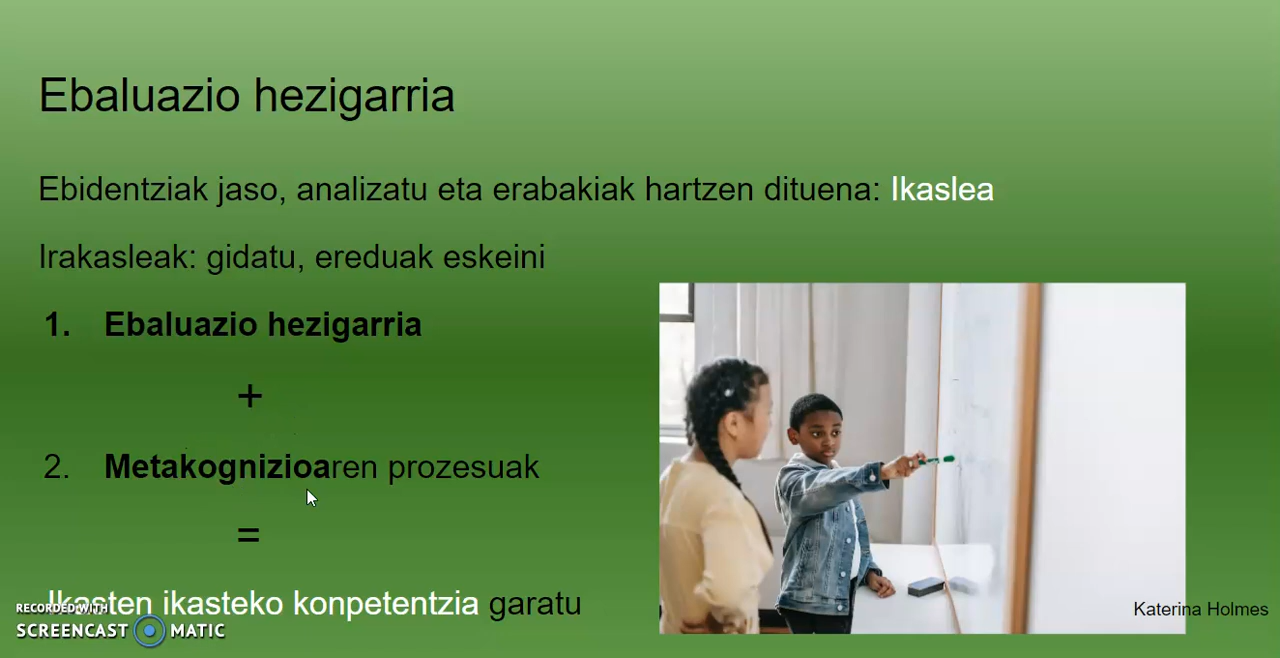 Ebaluazio hezigarria
Ebidentziak jaso, analizatu eta erabakiak hartzen dituena: Ikaslea
Irakasleak: gidatu, ereduak eskeini
1. Ebaluazio hezigarria
+
2. Metakognizioaren prozesuak
=
Ikasten ikasteko konpetentzia garatu
RECORDED WITH
SCREENCAST MATIC
Katerina Holmes